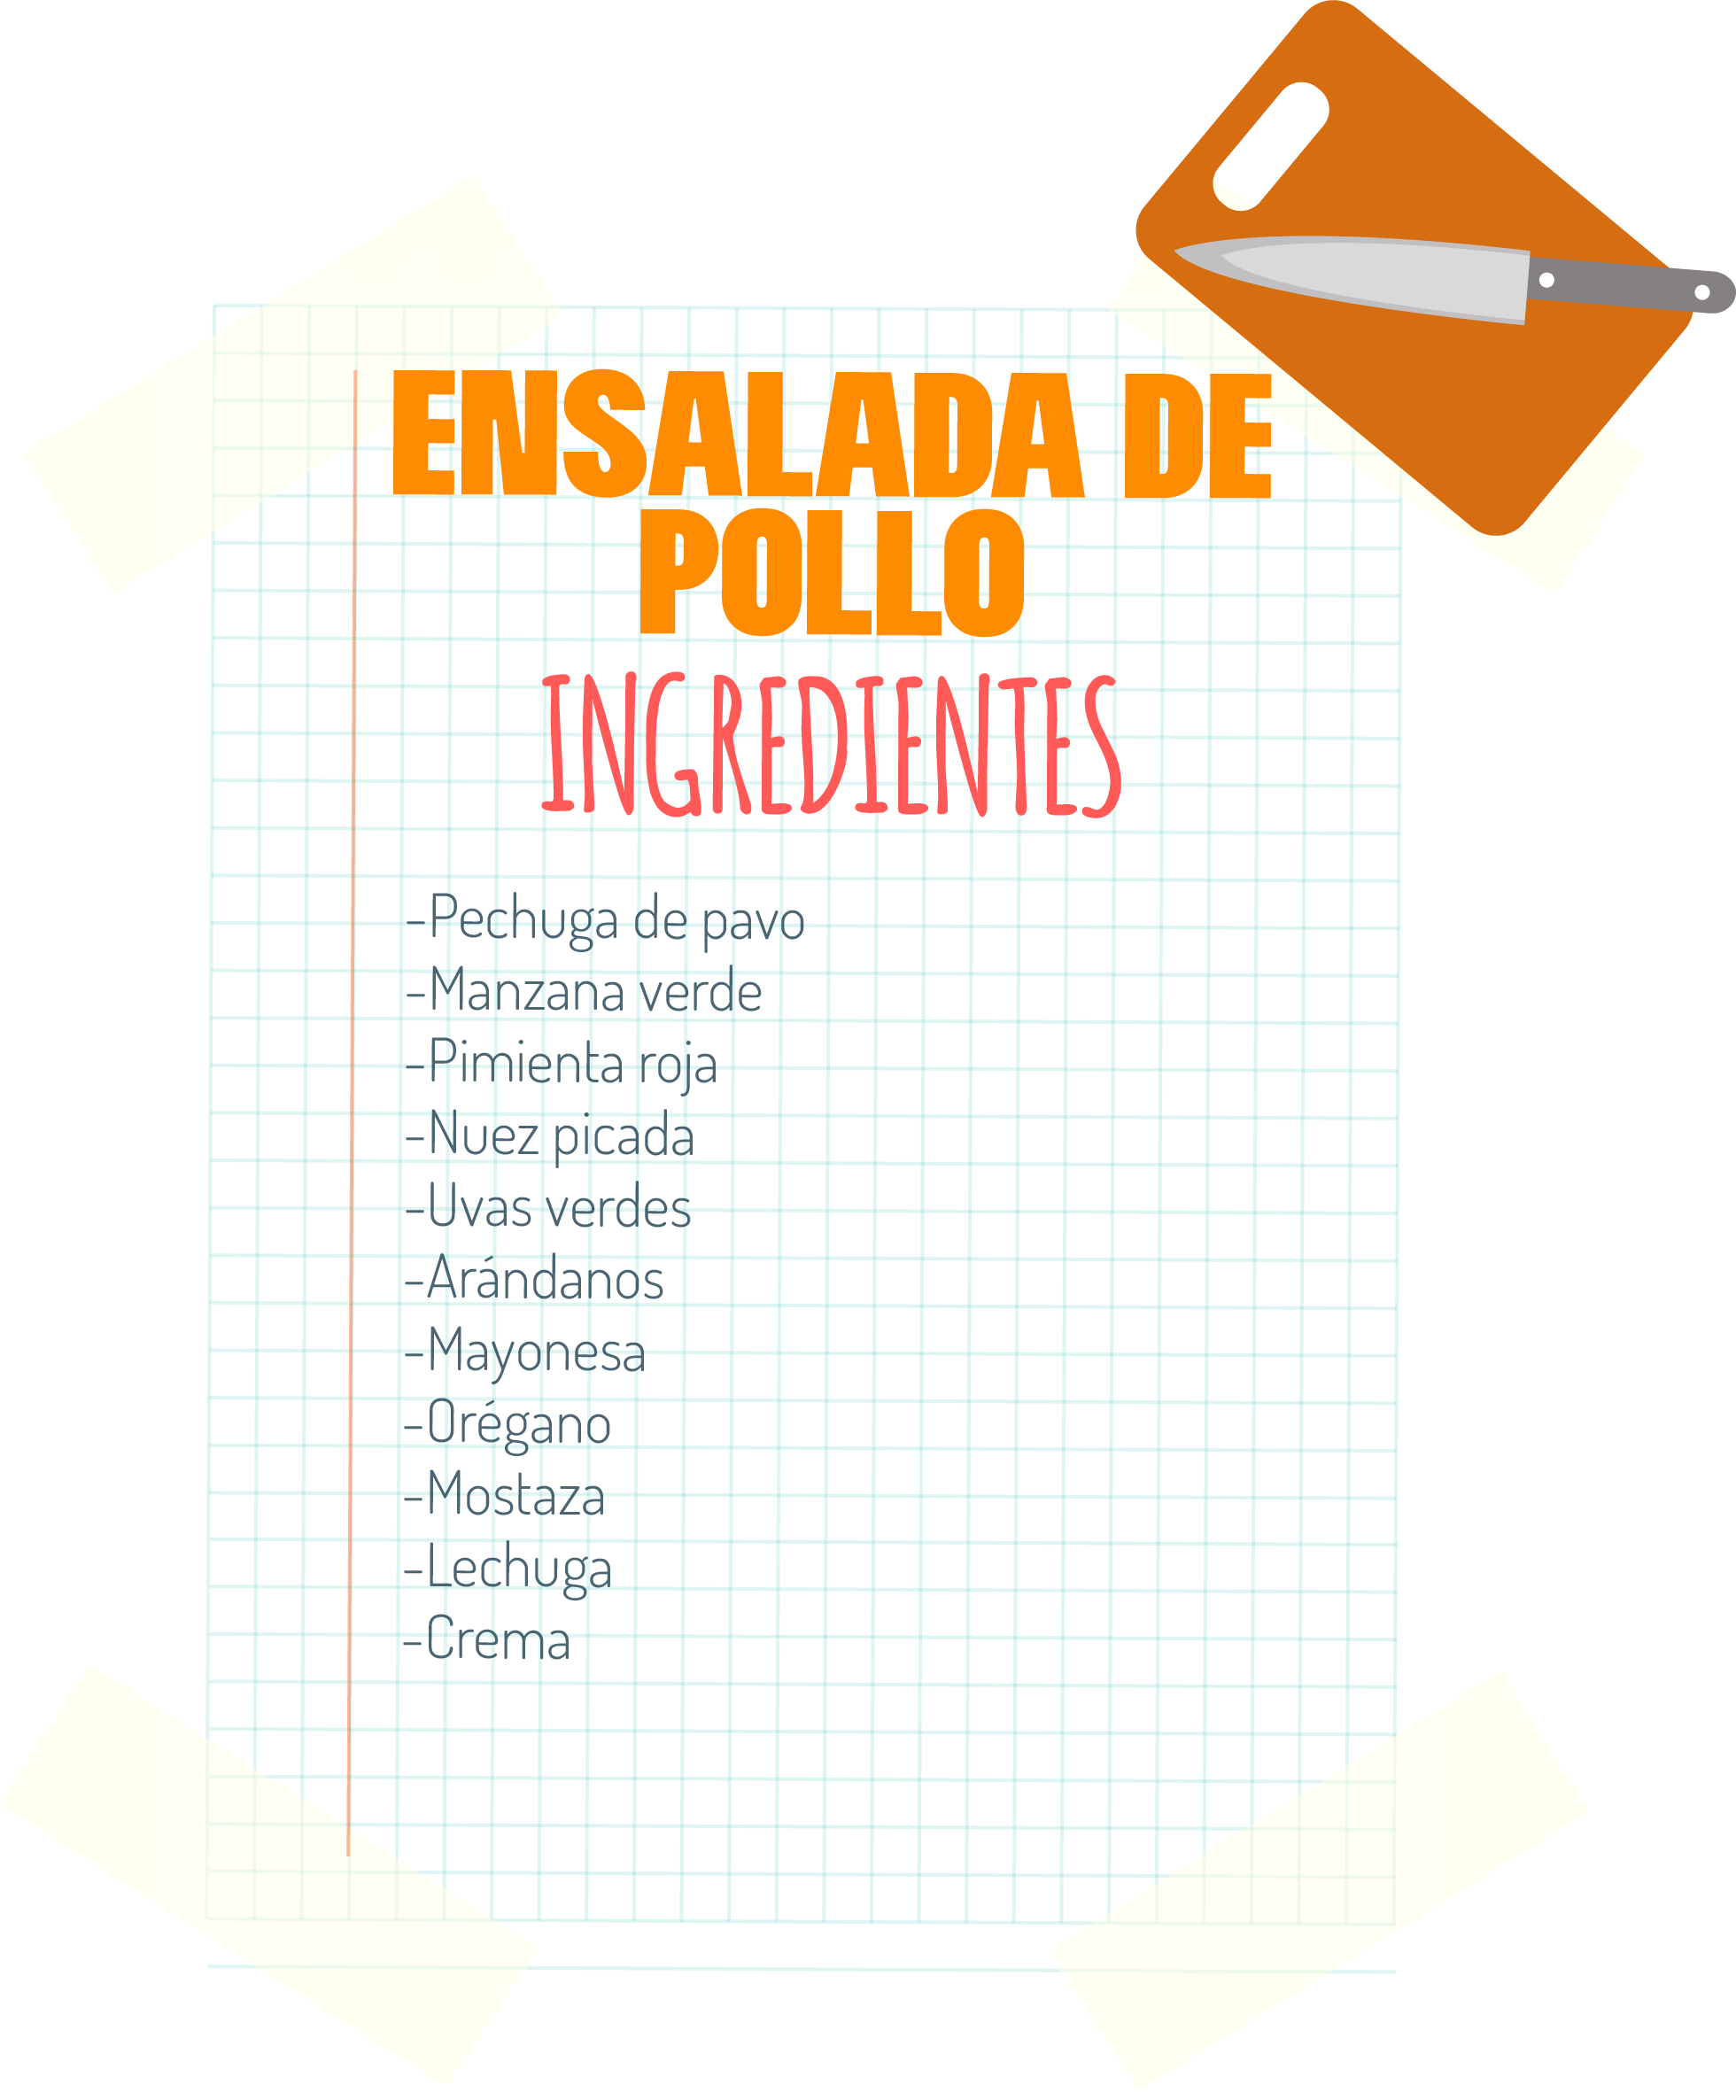 ENSALADA DE
POLLO
INGREDIENTES
-Pechuga de pavo
-Manzana verde
-Pimienta roja
-Nuez picada
-Uvas verdes
-Arándanos
-Mayonesa
-Orégano
-Mostaza
-Lechuga
-Crema